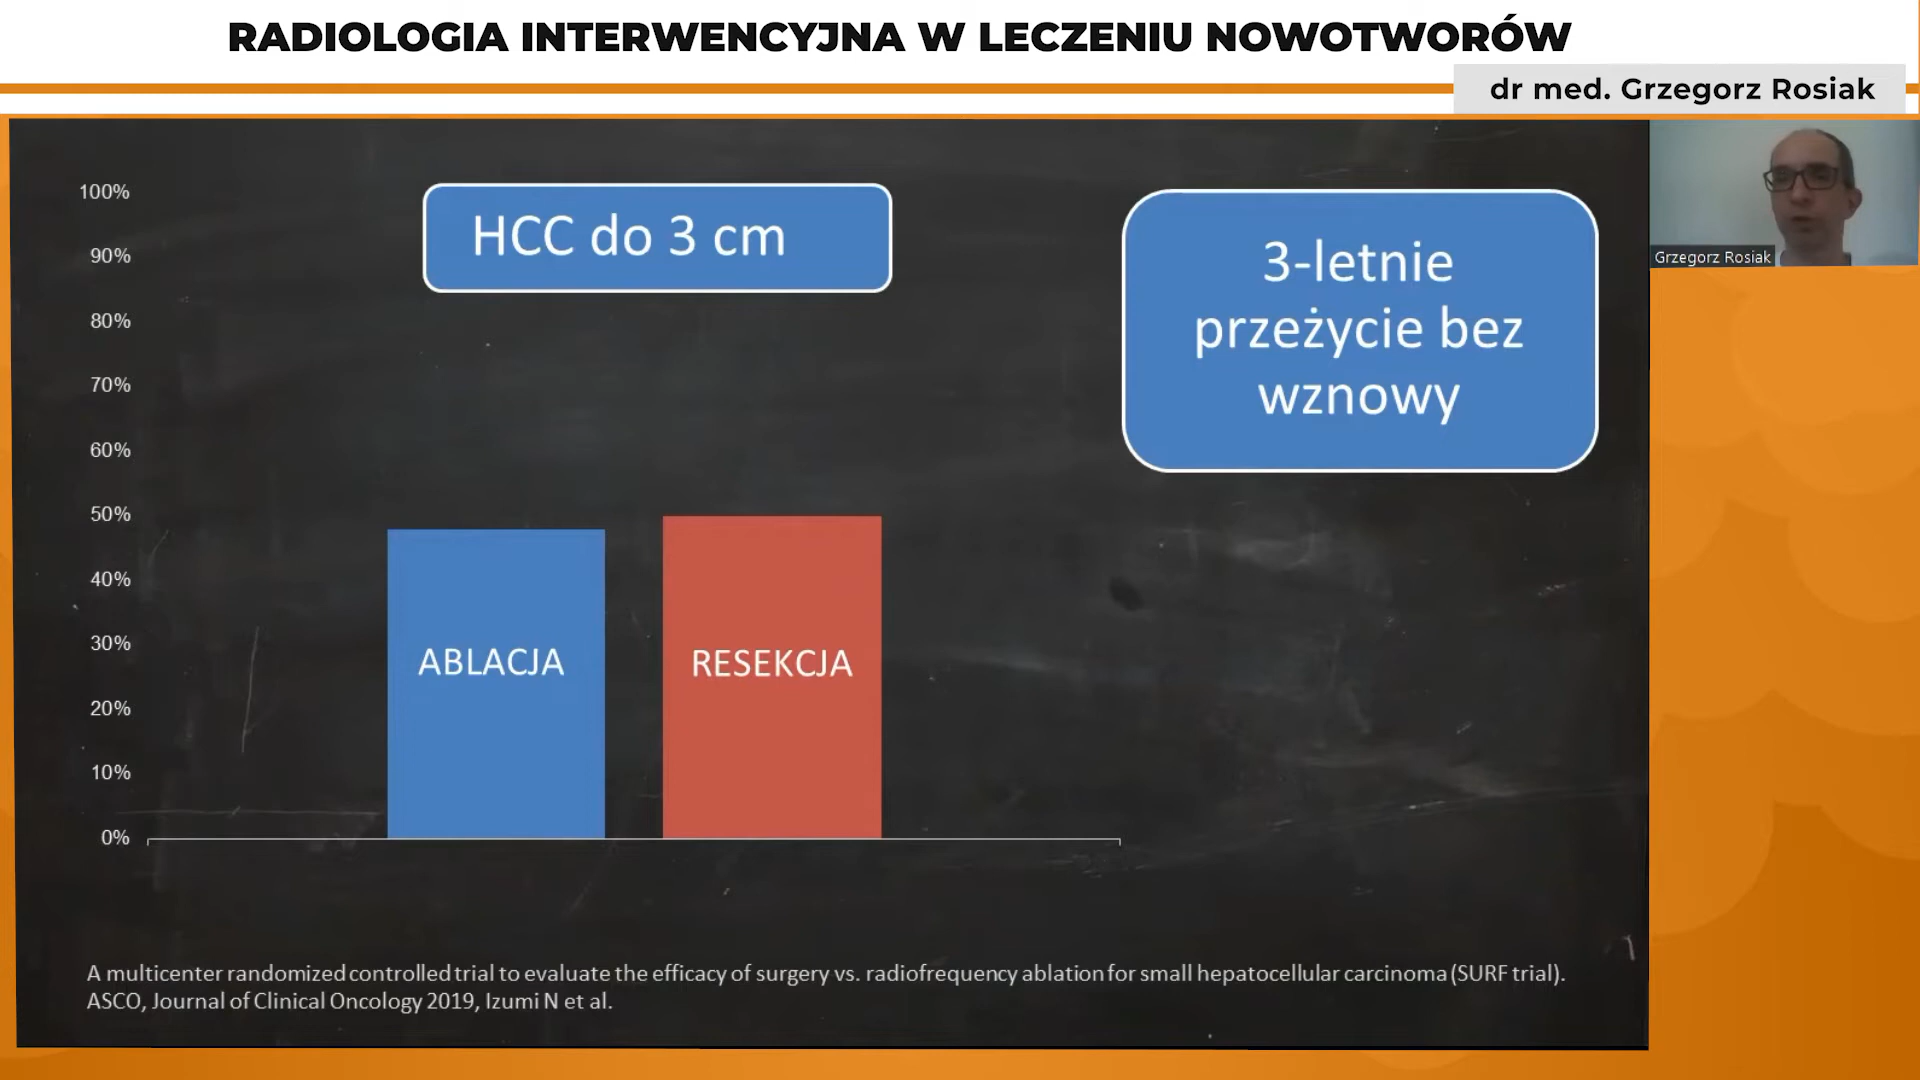 RADIOLOGIA INTERWENCYJNA W LECZENIU NOWOTWORÓW
dr med. Grzegorz Rosiak
Grzegorz Rosiak
HCC do 3 cm
3-letnie
przeżycie bez
wznowy
100%
90%
80%
70%
60%
50%
40%
30%
20%
10%
0%
ABLACJA
RESEKCJA
A multicenter randomized controlled trial to evaluate the efficacy of surgery vs. radiofrequency ablation for small hepatocellular carcinoma (SURF trial).
ASCO, Journal of Clinical Oncology 2019, Izumi N et al.